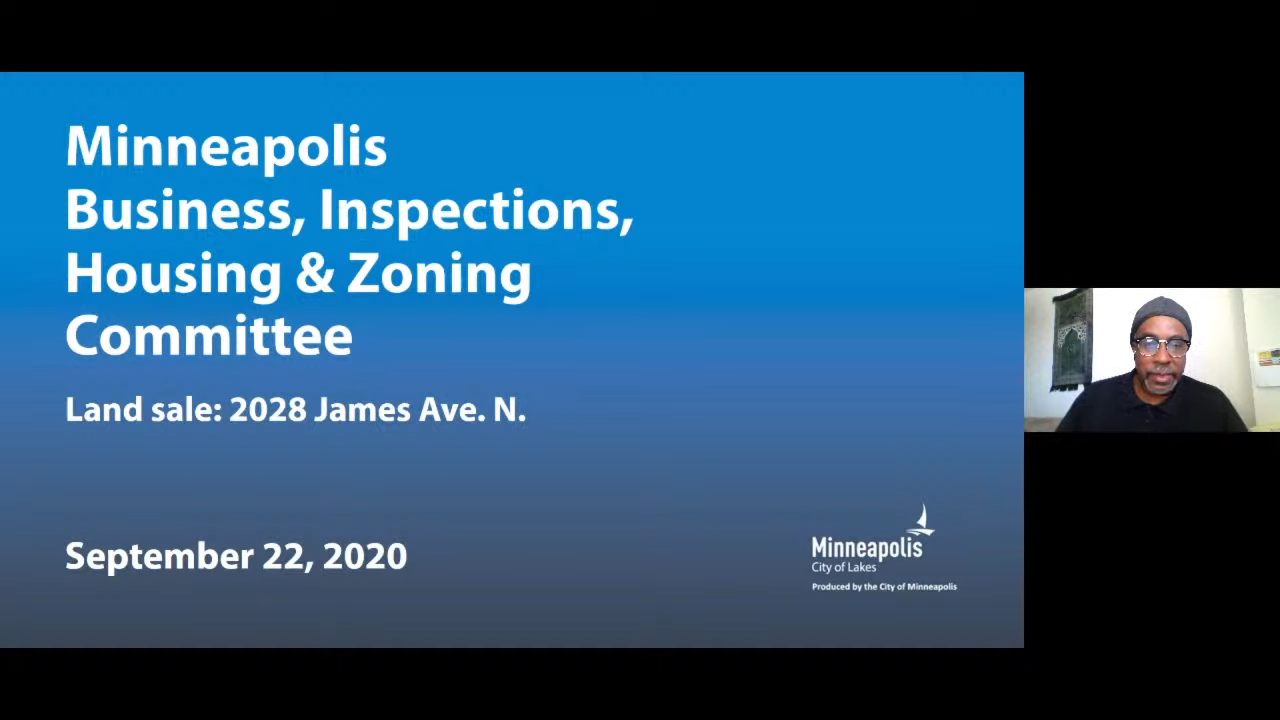 Minneapolis
Business, Inspections,
Housing & Zoning
Committee
Land sale: 2028 James Ave. N.
September 22, 2020
Minneapolis
City of Lakes
Produced by the City of Minneapolis